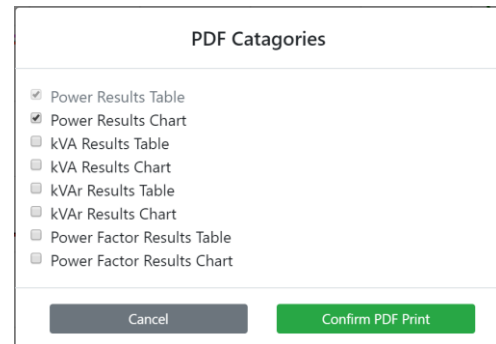 PDF Catagories
Power Results Table
Power Results Chart
kVA Results Table
kVA Results Chart
kVAr Results Table
kVAr Results Chart
Power Factor Results Table
Power Factor Results Chart
Cancel
Confirm PDF Print